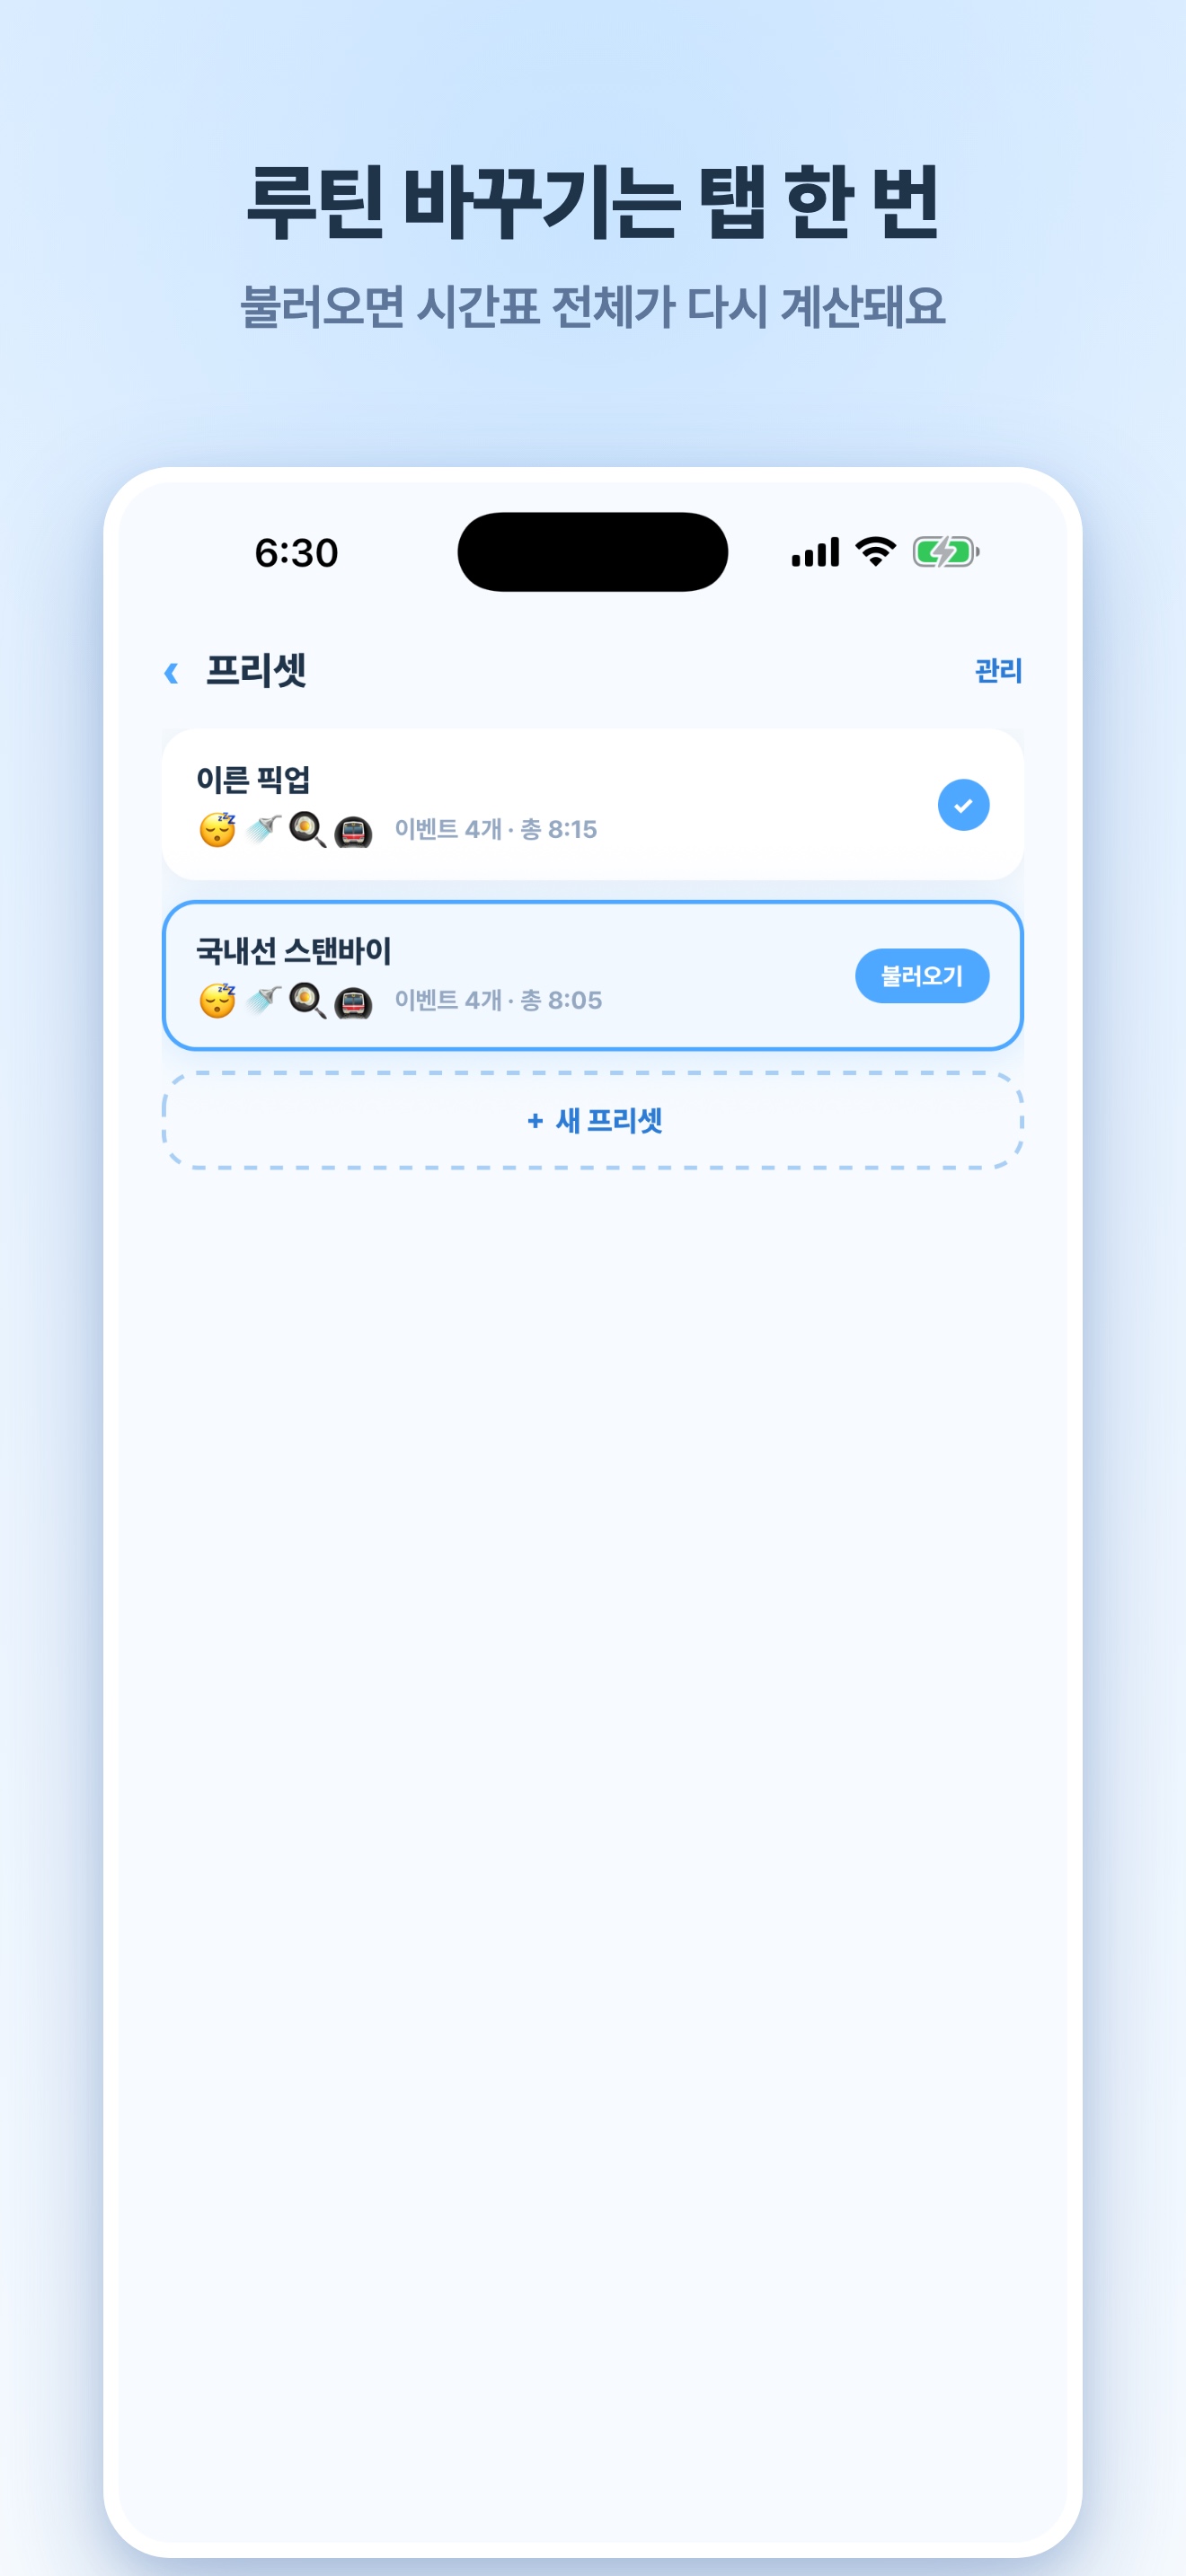 루틴 바꾸기는 탭 한 번
불러오면 시간표 전체가 다시 계산돼요
6:30
‹ 프리셋 관리
이른 픽업
😴🚿🍳🚇 이벤트 4개 · 총 8:15
✓
국내선 스탠바이
😴🚿🍳🚇 이벤트 4개 · 총 8:05
불러오기
+ 새 프리셋